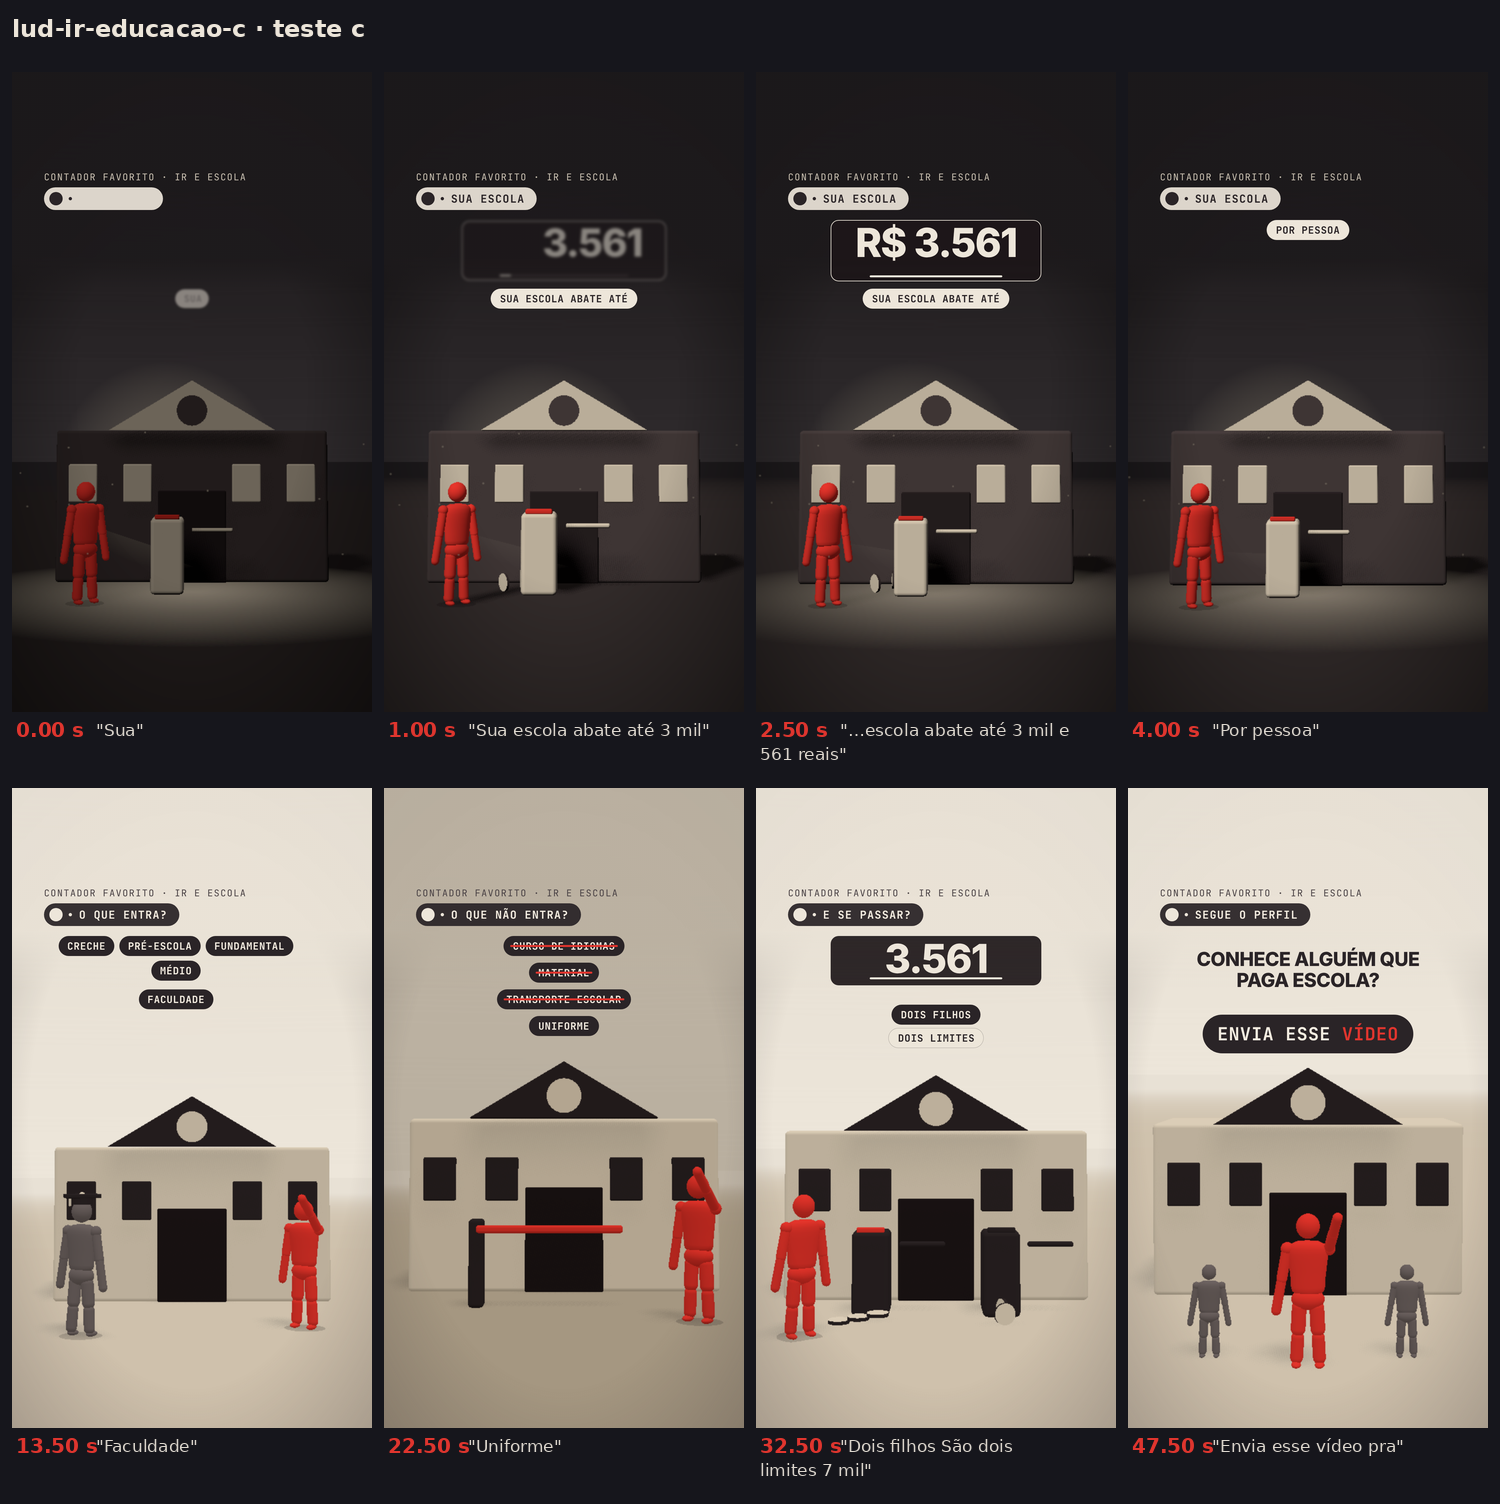 lud-ir-educacao-c · teste c
CONTADOR FAVORITO · IR E ESCOLA
•
SUA
0.00 s "Sua"
CONTADOR FAVORITO · IR E ESCOLA
• SUA ESCOLA
3.561
SUA ESCOLA ABATE ATÉ
1.00 s "Sua escola abate até 3 mil"
CONTADOR FAVORITO · IR E ESCOLA
• SUA ESCOLA
R$ 3.561
SUA ESCOLA ABATE ATÉ
2.50 s "...escola abate até 3 mil e
561 reais"
CONTADOR FAVORITO · IR E ESCOLA
• SUA ESCOLA
POR PESSOA
4.00 s "Por pessoa"
CONTADOR FAVORITO · IR E ESCOLA
• O QUE ENTRA?
CRECHE PRÉ-ESCOLA FUNDAMENTAL
MÉDIO
FACULDADE
13.50 s "Faculdade"
CONTADOR FAVORITO · IR E ESCOLA
• O QUE NÃO ENTRA?
CURSO DE IDIOMAS
MATERIAL
TRANSPORTE ESCOLAR
UNIFORME
22.50 s "Uniforme"
CONTADOR FAVORITO · IR E ESCOLA
• E SE PASSAR?
3.561
DOIS FILHOS
DOIS LIMITES
32.50 s "Dois filhos São dois
limites 7 mil"
CONTADOR FAVORITO · IR E ESCOLA
• SEGUE O PERFIL
CONHECE ALGUÉM QUE
PAGA ESCOLA?
ENVIA ESSE VÍDEO
47.50 s "Envia esse vídeo pra"